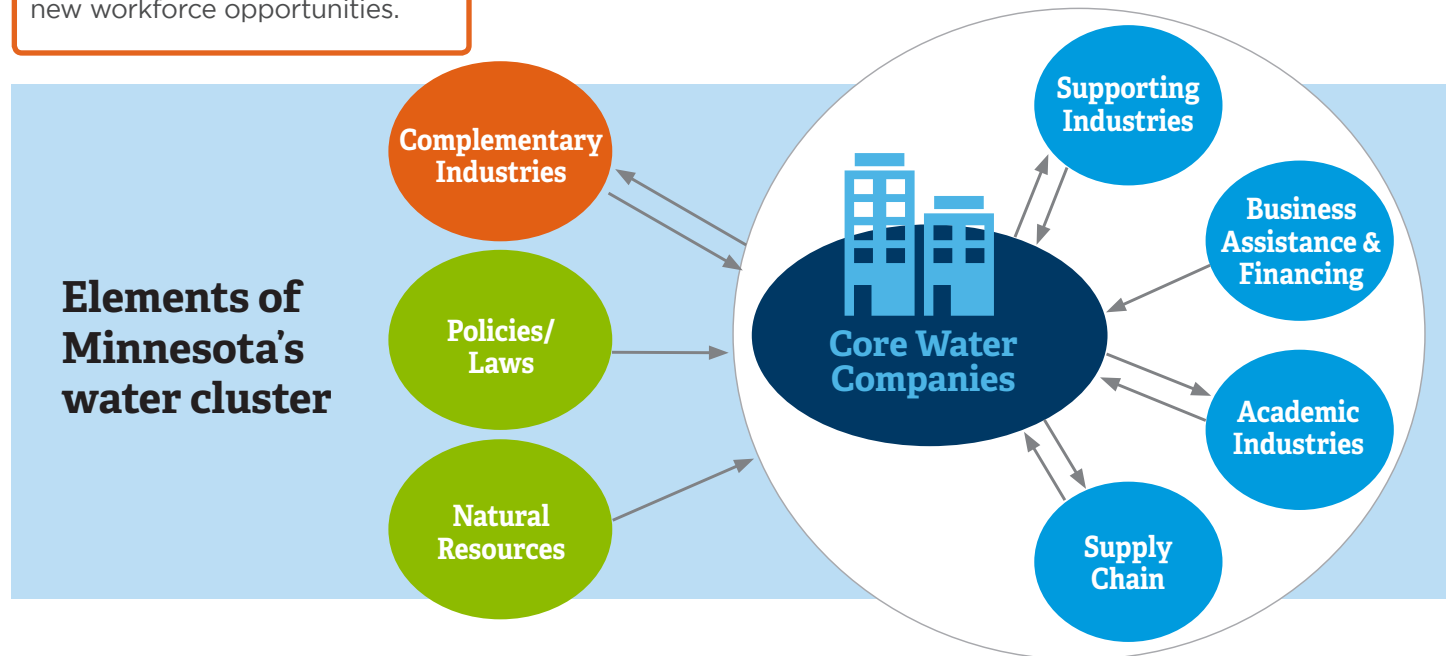 new workforce opportunities.
Elements of
Minnesota's
water cluster
Complementary
Industries
Policies/
Laws
Natural
Resources
Core Water
Companies
Supporting
Industries
Business
Assistance &
Financing
Academic
Industries
Supply
Chain